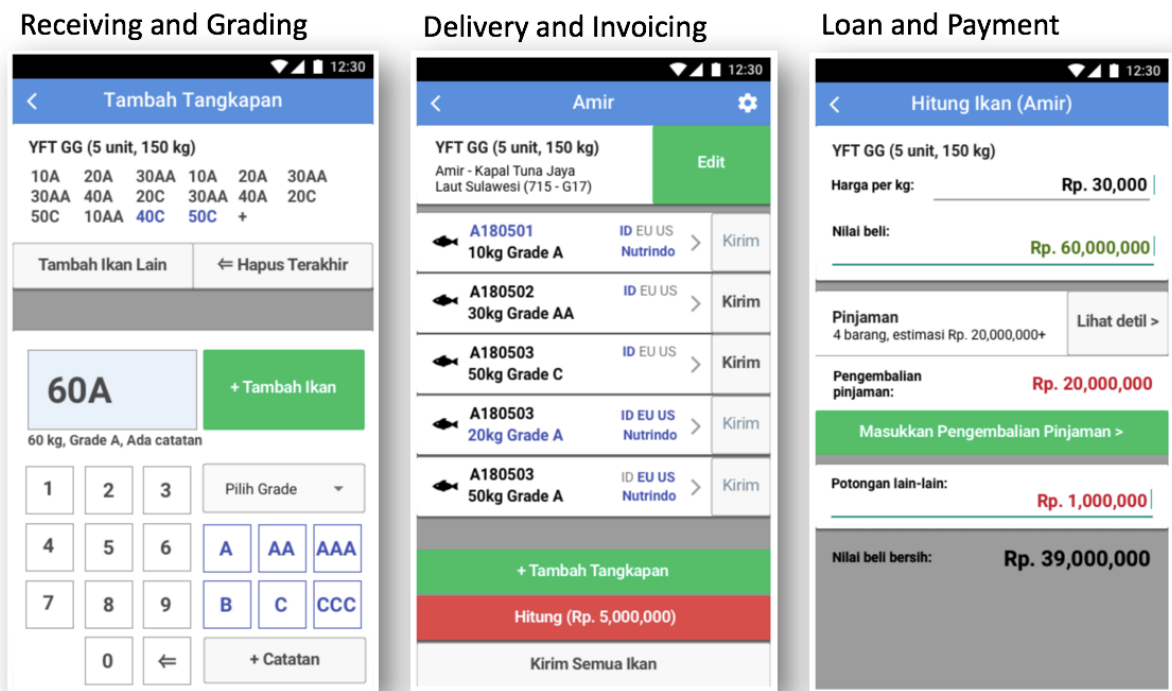 Receiving and Grading
12:30
Tambah Tangkapan
YFT GG (5 unit, 150 kg)
10A 20A 30AA 10A 20A 30AA
30AA 40A 20C 30AA 40A 20C
50C 10AA 40C 50C +
Tambah Ikan Lain
⇐ Hapus Terakhir
60A
+ Tambah Ikan
60 kg, Grade A, Ada catatan
1 2 3 Pilih Grade
4 5 6 A AA AAA
7 8 9 B C CCC
0 ⇐ + Catatan
Delivery and Invoicing
12:30
Amir
YFT GG (5 unit, 150 kg)
Amir - Kapal Tuna Jaya
Laut Sulawesi (715 - G17)
Edit
A180501 ID EU US
10kg Grade A Nutrindo
Kirim
A180502 ID EU US
30kg Grade AA
Kirim
A180503 ID EU US
50kg Grade C
Kirim
A180503 ID EU US
20kg Grade A Nutrindo
Kirim
A180503 ID EU US
50kg Grade A Nutrindo
Kirim
+ Tambah Tangkapan
Hitung (Rp. 5,000,000)
Kirim Semua Ikan
Loan and Payment
12:30
Hitung Ikan (Amir)
YFT GG (5 unit, 150 kg)
Harga per kg: Rp. 30,000
Nilai beli:
Rp. 60,000,000
Pinjaman
4 barang, estimasi Rp. 20,000,000+
Lihat detil >
Pengembalian
pinjaman:
Rp. 20,000,000
Masukkan Pengembalian Pinjaman >
Potongan lain-lain:
Rp. 1,000,000
Nilai beli bersih: Rp. 39,000,000